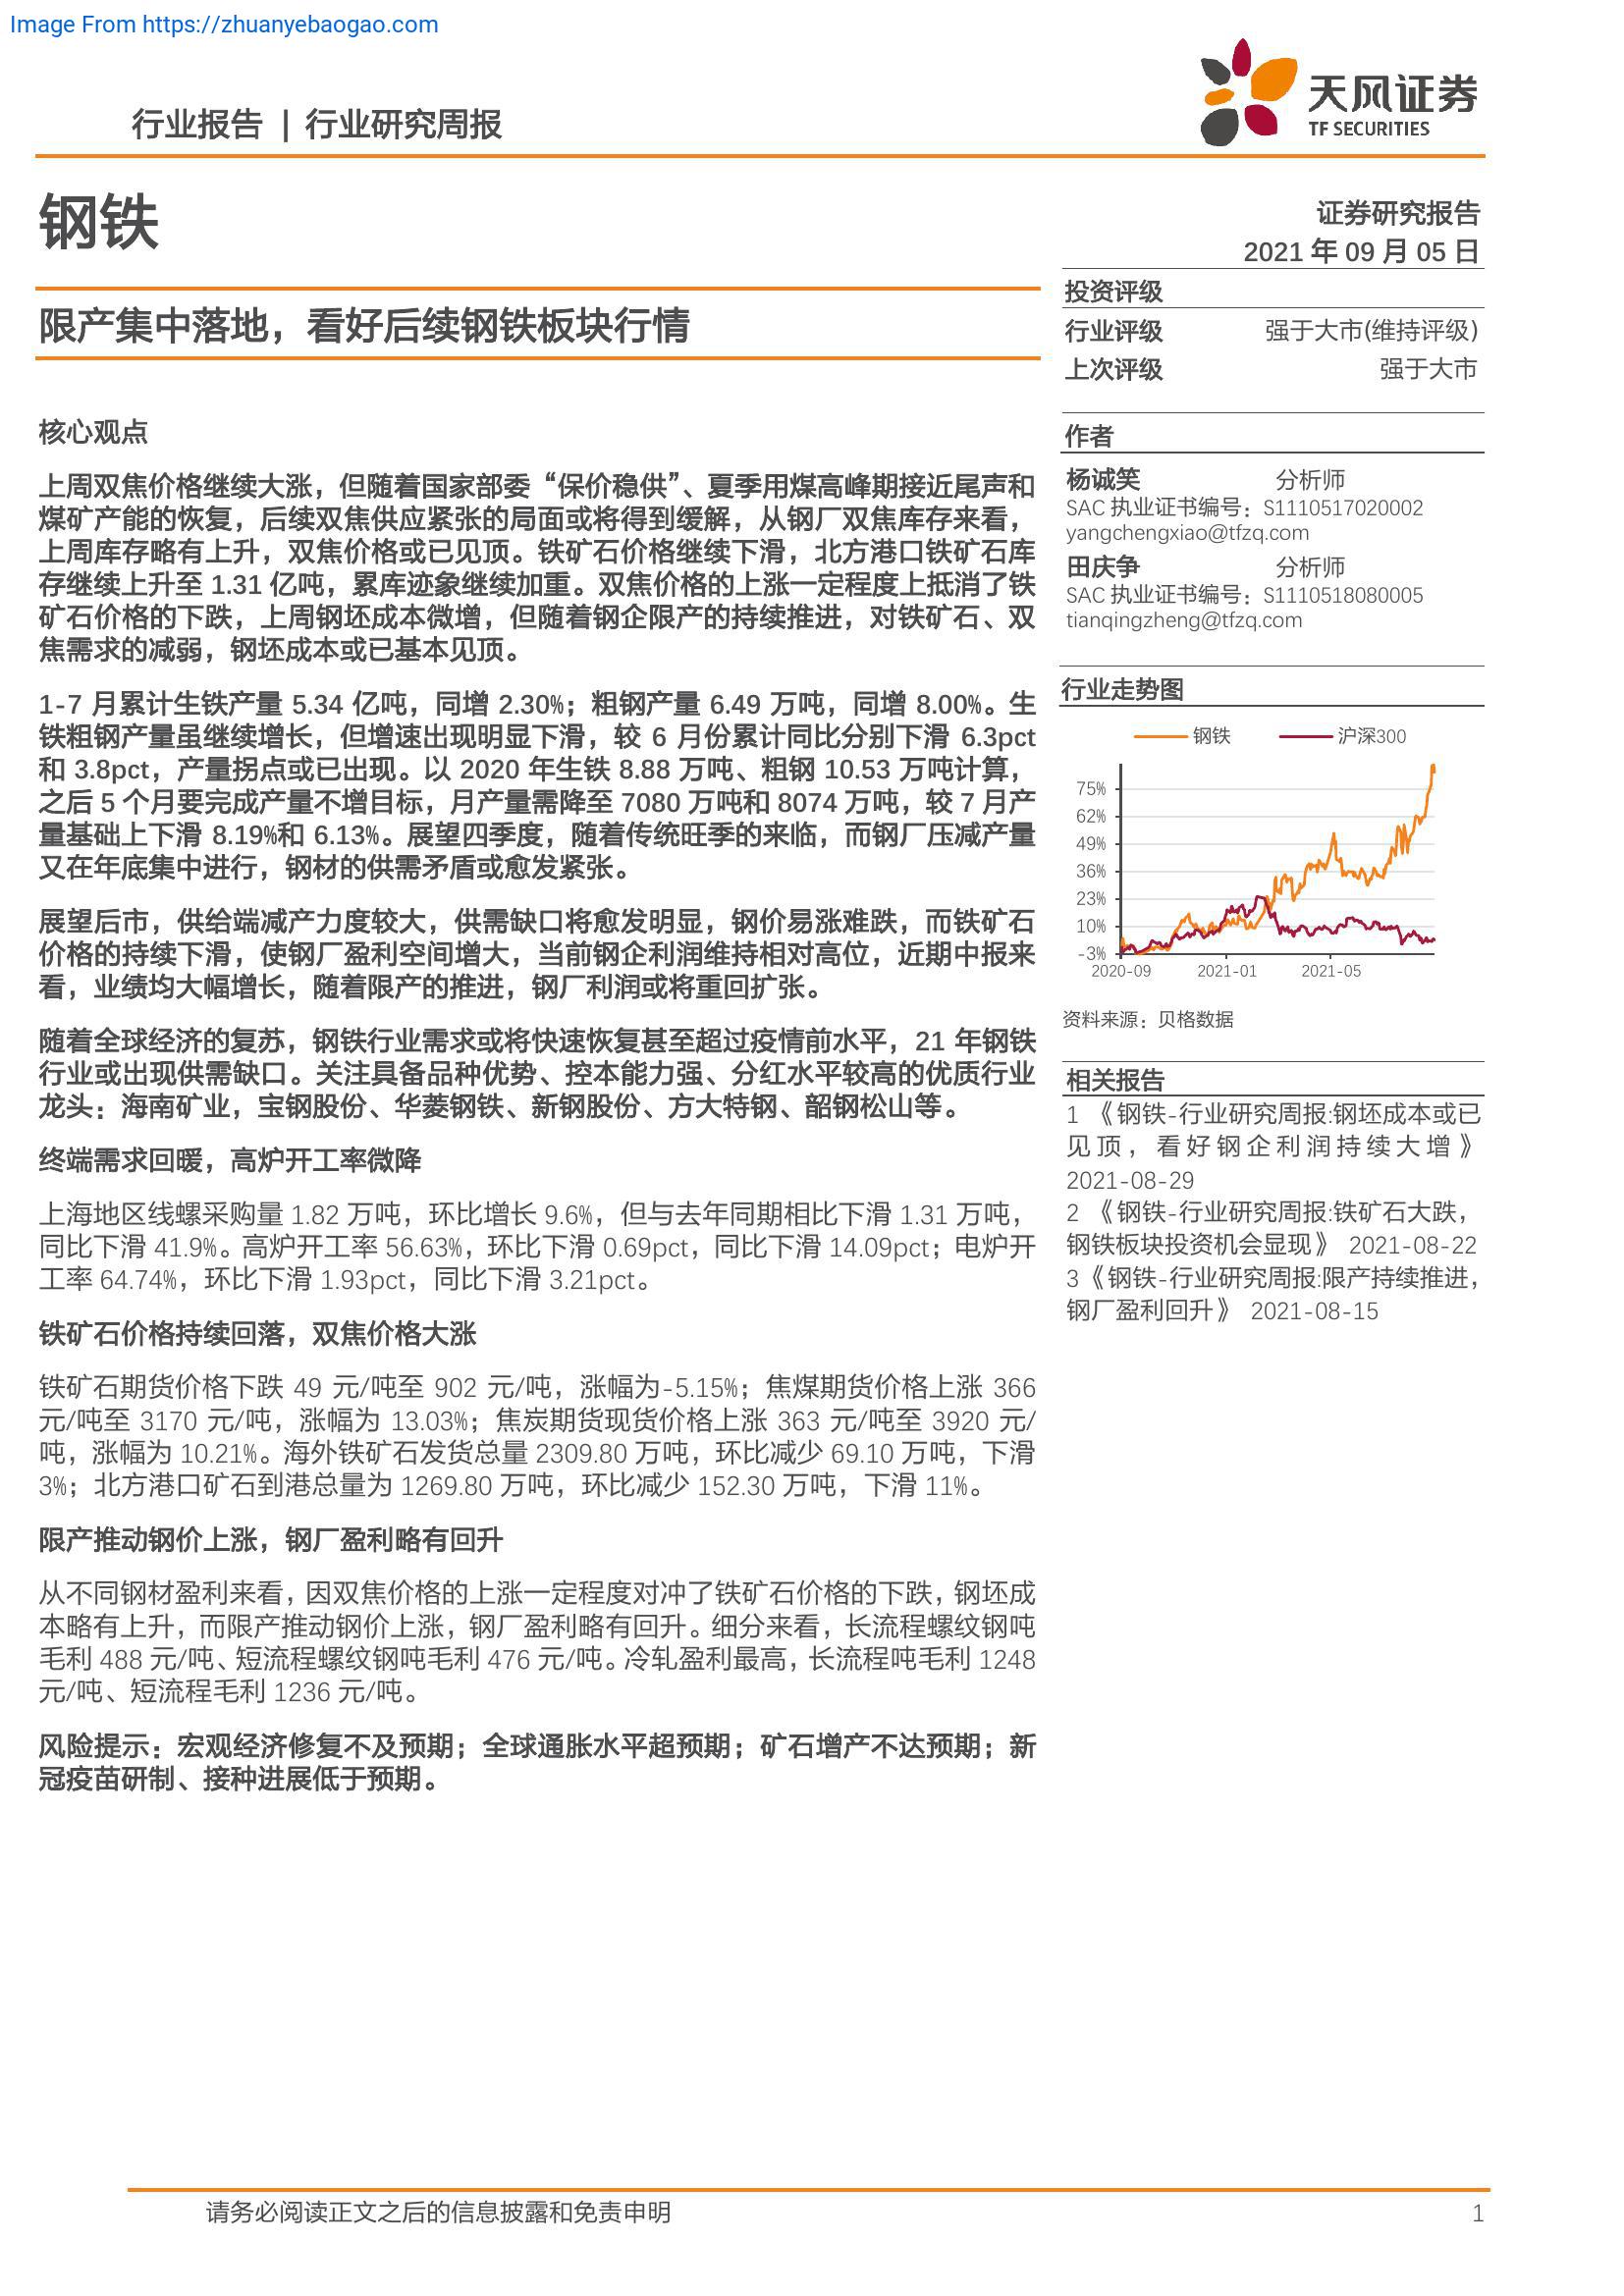 Image From https://zhuanyebaogao.com
行业报告 | 行业研究周报
天风证券
TF SECURITIES
钢铁
证券研究报告
2021 年 09 月 05 日
限产集中落地，看好后续钢铁板块行情
核心观点
上周双焦价格继续大涨，但随着国家部委“保价稳供”、夏季用煤高峰期接近尾声和
煤矿产能的恢复，后续双焦供应紧张的局面或将得到缓解，从钢厂双焦库存来看，
上周库存略有上升，双焦价格或已见顶。铁矿石价格继续下滑，北方港口铁矿石库
存继续上升至 1.31 亿吨，累库迹象继续加重。双焦价格的上涨一定程度上抵消了铁
矿石价格的下跌，上周钢坯成本微增，但随着钢企限产的持续推进，对铁矿石、双
焦需求的减弱，钢坯成本或已基本见顶。
1-7 月累计生铁产量 5.34 亿吨，同增 2.30%；粗钢产量 6.49 万吨，同增 8.00%。生
铁粗钢产量虽继续增长，但增速出现明显下滑，较 6 月份累计同比分别下滑 6.3pct
和 3.8pct，产量拐点或已出现。以 2020 年生铁 8.88 万吨、粗钢 10.53 万吨计算，
之后 5 个月要完成产量不增目标，月产量需降至 7080 万吨和 8074 万吨，较 7 月产
量基础上下滑 8.19%和 6.13%。展望四季度，随着传统旺季的来临，而钢厂压减产量
又在年底集中进行，钢材的供需矛盾或愈发紧张。
展望后市，供给端减产力度较大，供需缺口将愈发明显，钢价易涨难跌，而铁矿石
价格的持续下滑，使钢厂盈利空间增大，当前钢企利润维持相对高位，近期中报来
看，业绩均大幅增长，随着限产的推进，钢厂利润或将重回扩张。
随着全球经济的复苏，钢铁行业需求或将快速恢复甚至超过疫情前水平，21 年钢铁
行业或出现供需缺口。关注具备品种优势、控本能力强、分红水平较高的优质行业
龙头：海南矿业，宝钢股份、华菱钢铁、新钢股份、方大特钢、韶钢松山等。
终端需求回暖，高炉开工率微降
上海地区线螺采购量 1.82 万吨，环比增长 9.6%，但与去年同期相比下滑 1.31 万吨，
同比下滑 41.9%。高炉开工率 56.63%，环比下滑 0.69pct，同比下滑 14.09pct；电炉开
工率 64.74%，环比下滑 1.93pct，同比下滑 3.21pct。
铁矿石价格持续回落，双焦价格大涨
铁矿石期货价格下跌 49 元/吨至 902 元/吨，涨幅为-5.15%；焦煤期货价格上涨 366
元/吨至 3170 元/吨，涨幅为 13.03%；焦炭期货现货价格上涨 363 元/吨至 3920 元/
吨，涨幅为 10.21%。海外铁矿石发货总量 2309.80 万吨，环比减少 69.10 万吨，下滑
3%；北方港口矿石到港总量为 1269.80 万吨，环比减少 152.30 万吨，下滑 11%。
限产推动钢价上涨，钢厂盈利略有回升
从不同钢材盈利来看，因双焦价格的上涨一定程度对冲了铁矿石价格的下跌，钢坯成
本略有上升，而限产推动钢价上涨，钢厂盈利略有回升。细分来看，长流程螺纹钢吨
毛利 488 元/吨、短流程螺纹钢吨毛利 476 元/吨。冷轧盈利最高，长流程吨毛利 1248
元/吨、短流程毛利 1236 元/吨。
风险提示：宏观经济修复不及预期；全球通胀水平超预期；矿石增产不达预期；新
冠疫苗研制、接种进展低于预期。
投资评级
行业评级 强于大市(维持评级)
上次评级 强于大市
作者
杨诚笑 分析师
SAC 执业证书编号：S1110517020002
yangchengxiao@tfzq.com
田庆争 分析师
SAC 执业证书编号：S1110518080005
tianqingzheng@tfzq.com
行业走势图
钢铁 沪深300
75%
62%
49%
36%
23%
10%
-3%
2020-09 2021-01 2021-05
资料来源：贝格数据
相关报告
1 《钢铁-行业研究周报:钢坯成本或已
见顶，看好钢企利润持续大增》
2021-08-29
2 《钢铁-行业研究周报:铁矿石大跌，
钢铁板块投资机会显现》 2021-08-22
3 《钢铁-行业研究周报:限产持续推进，
钢厂盈利回升》 2021-08-15
请务必阅读正文之后的信息披露和免责申明 1